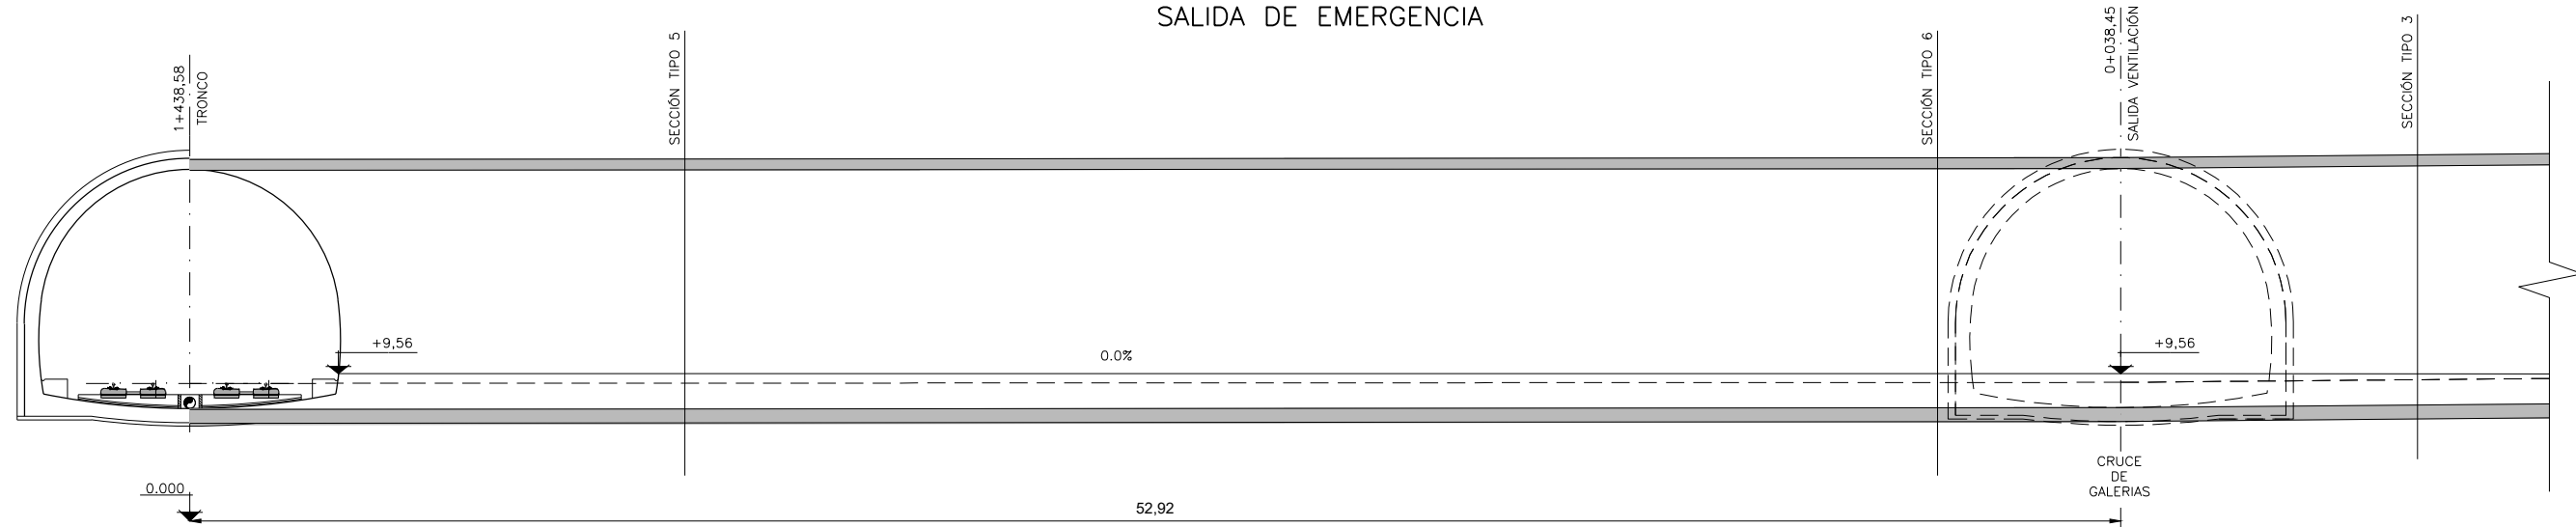 SALIDA DE EMERGENCIA
1+438,58
TRONCO
SECCIÓN TIPO 5
SECCIÓN TIPO 6
0+038,45
SALIDA VENTILACIÓN
SECCIÓN TIPO 3
+9,56
0.0%
+9,56
CRUCE
DE
GALERIAS
0.000
52,92